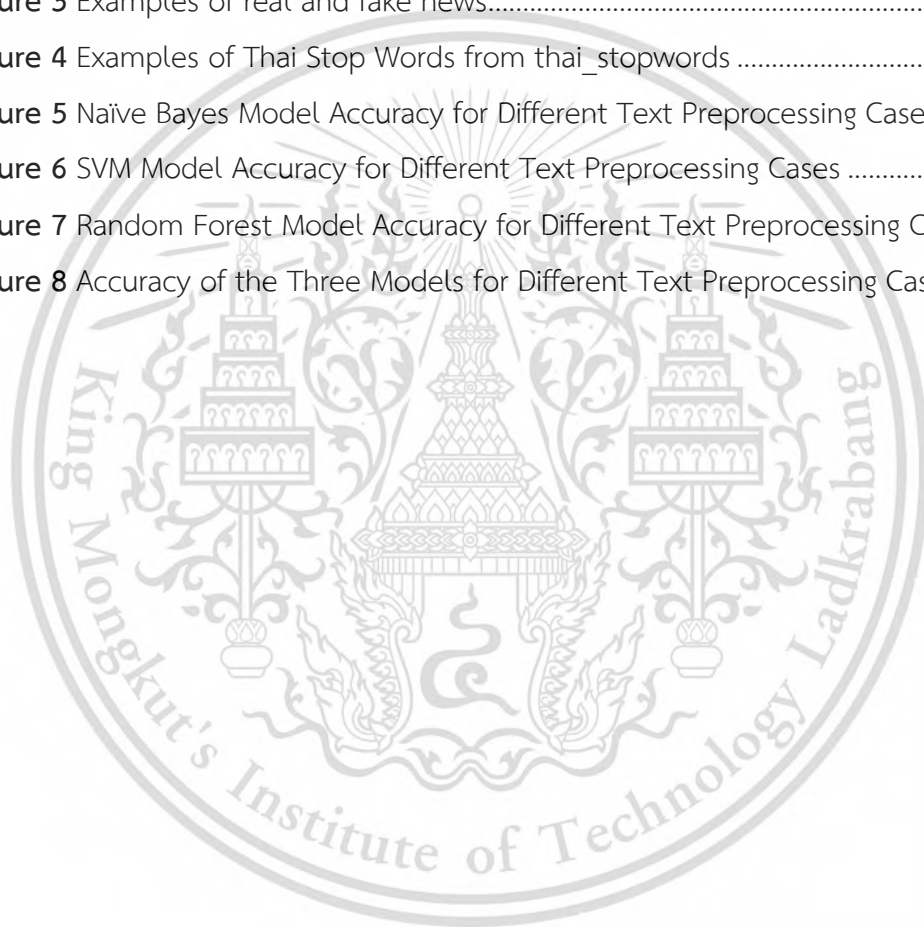 ure 3 Examples of real and fake news................................................................
ure 4 Examples of Thai Stop Words from thai_stopwords ...........................
ure 5 Naïve Bayes Model Accuracy for Different Text Preprocessing Case
ure 6 SVM Model Accuracy for Different Text Preprocessing Cases ...........
ure 7 Random Forest Model Accuracy for Different Text Preprocessing C
ure 8 Accuracy of the Three Models for Different Text Preprocessing Cas
King Mongkut's Institute of Technology Ladkrabang